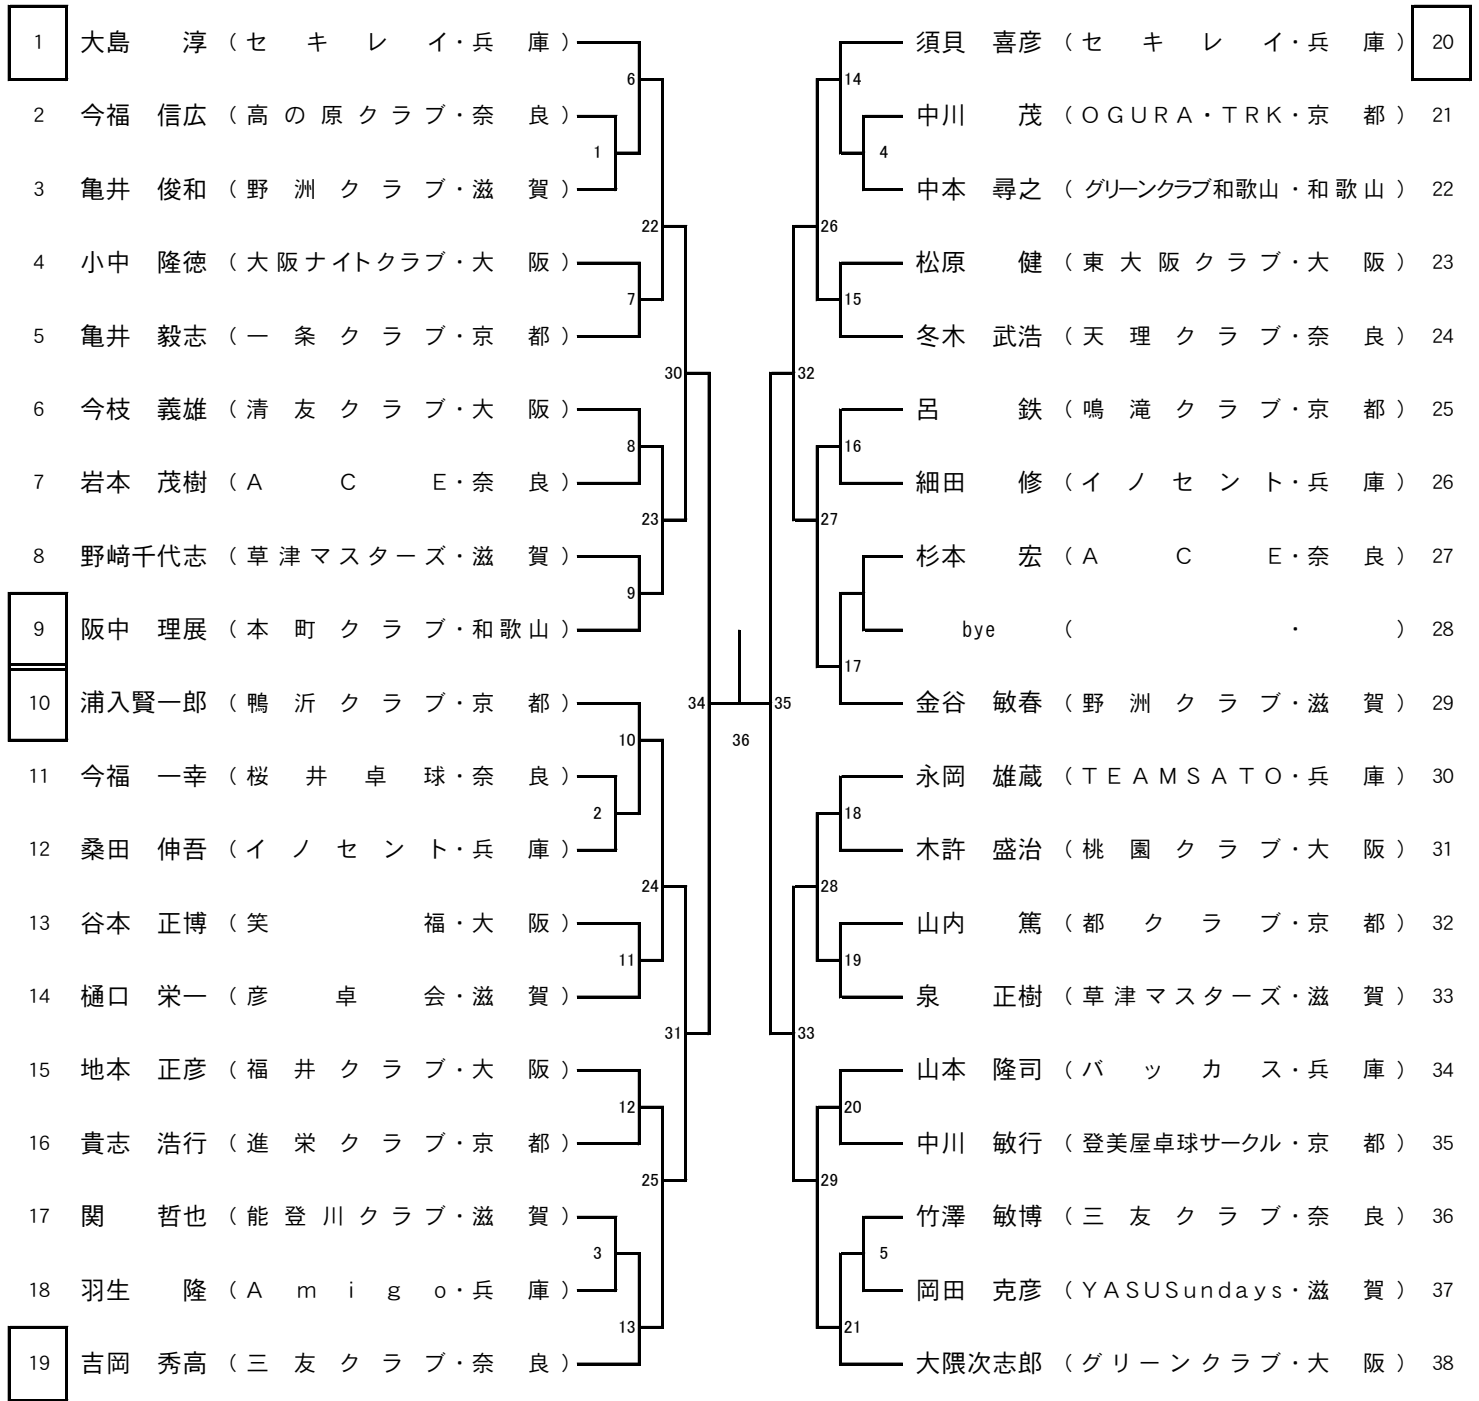 1 大島 淳 （セキレイ・兵庫）
2 今福 信広 （高の原クラブ・奈良）
3 亀井 俊和 （野洲クラブ・滋賀）
4 小中 隆徳 （大阪ナイトクラブ・大阪）
5 亀井 毅志 （一条クラブ・京都）
6 今枝 義雄 （清友クラブ・大阪）
7 岩本 茂樹 （ACE・奈良）
8 野﨑千代志 （草津マスターズ・滋賀）
9 阪中 理展 （本町クラブ・和歌山）
10 浦入賢一郎 （鴨沂クラブ・京都）
11 今福 一幸 （桜井卓球・奈良）
12 桑田 伸吾 （イノセント・兵庫）
13 谷本 正博 （笑福・大阪）
14 樋口 栄一 （彦卓会・滋賀）
15 地本 正彦 （福井クラブ・大阪）
16 貴志 浩行 （進栄クラブ・京都）
17 関 哲也 （能登川クラブ・滋賀）
18 羽生 隆 （Amigo・兵庫）
19 吉岡 秀高 （三友クラブ・奈良）
6
1
22
7
30
8
23
9
34
10
2
24
11
31
12
25
3
13
36
35
14
4
26
15
32
16
27
17
18
28
19
33
20
29
5
21
須貝 喜彦 （セキレイ・兵庫） 20
中川 茂 （OGURA・TRK・京都） 21
中本 尋之 （グリーンクラブ和歌山・和歌山） 22
松原 健 （東大阪クラブ・大阪） 23
冬木 武浩 （天理クラブ・奈良） 24
呂 鉄 （鳴滝クラブ・京都） 25
細田 修 （イノセント・兵庫） 26
杉本 宏 （ACE・奈良） 27
bye （ ・ ） 28
金谷 敏春 （野洲クラブ・滋賀） 29
永岡 雄蔵 （TEAMSATO・兵庫） 30
木許 盛治 （桃園クラブ・大阪） 31
山内 篤 （都クラブ・京都） 32
泉 正樹 （草津マスターズ・滋賀） 33
山本 隆司 （バッカス・兵庫） 34
中川 敏行 （登美屋卓球サークル・京都） 35
竹澤 敏博 （三友クラブ・奈良） 36
岡田 克彦 （YASUSundays・滋賀） 37
大隈次志郎 （グリーンクラブ・大阪） 38